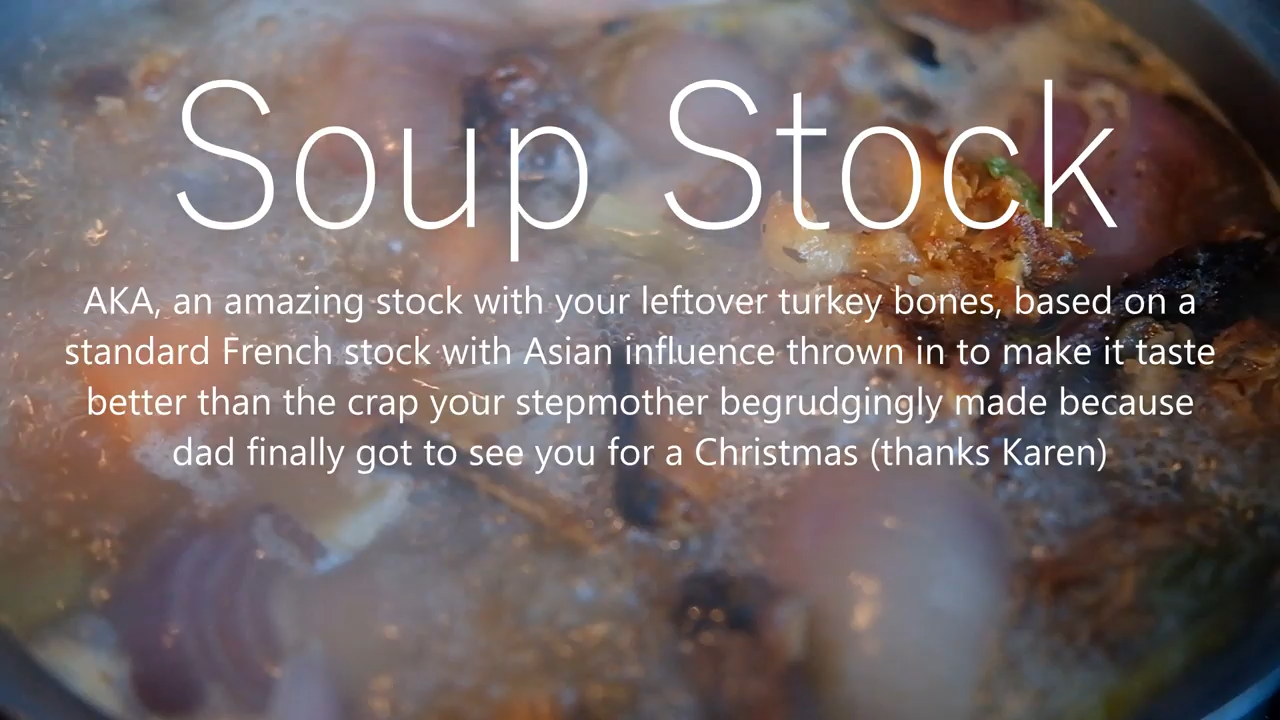 Soup Stock
AKA, an amazing stock with your leftover turkey bones, based on a
standard French stock with Asian influence thrown in to make it taste
better than the crap your stepmother begrudgingly made because
dad finally got to see you for a Christmas (thanks Karen)